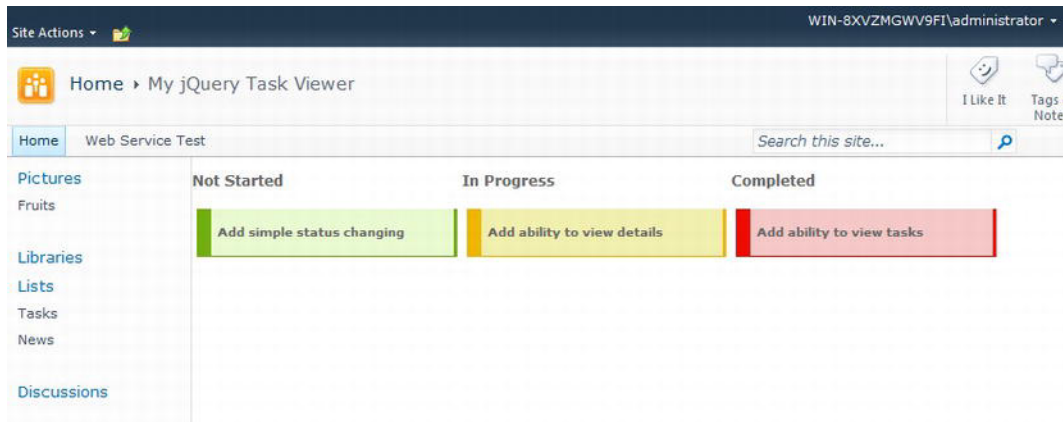 Site Actions
WIN-8XVZMGWV9FI\administrator
Home › My jQuery Task Viewer
I Like It
Tags
Note
Home
Web Service Test
Search this site...
Pictures
Fruits
Libraries
Lists
Tasks
News
Discussions
Not Started
In Progress
Completed
Add simple status changing
Add ability to view details
Add ability to view tasks